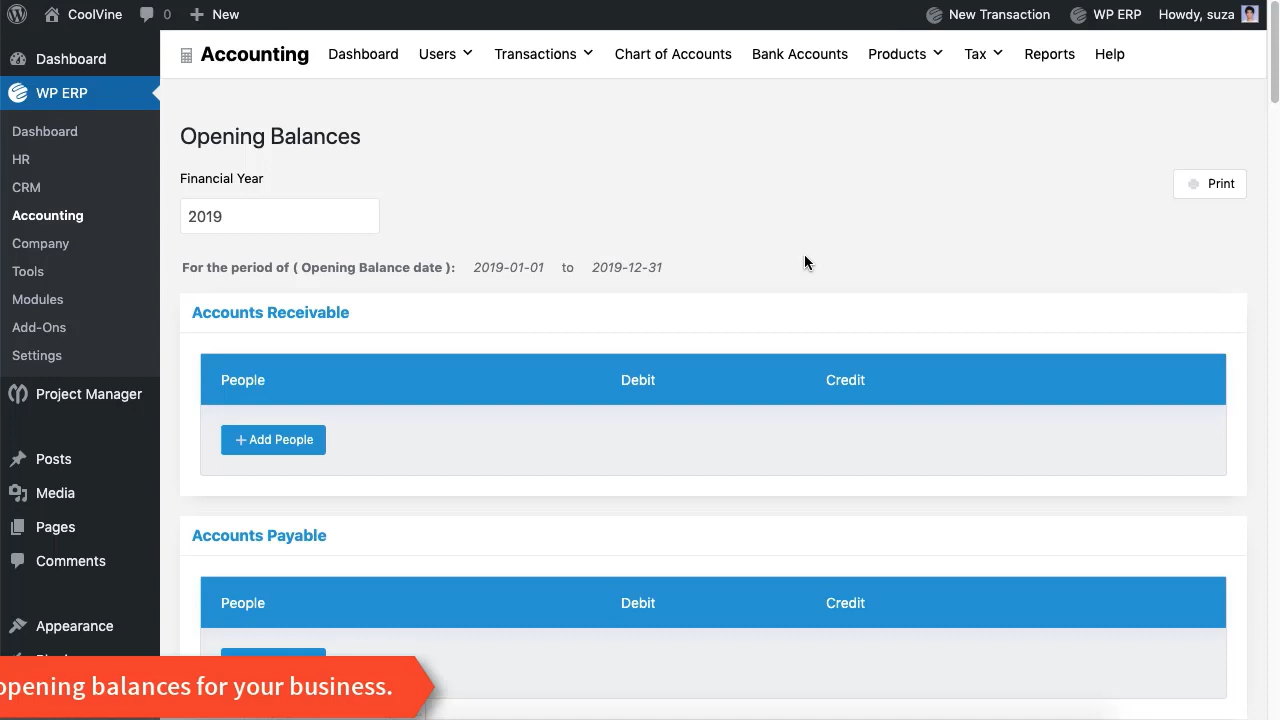 CoolVine 0 New New Transaction WP ERP Howdy, suza
Dashboard
WP ERP
Dashboard
HR
CRM
Accounting
Company
Tools
Modules
Add-Ons
Settings
Project Manager
Posts
Media
Pages
Comments
Appearance
Accounting Dashboard Users Transactions Chart of Accounts Bank Accounts Products Tax Reports Help
Opening Balances
Financial Year
Print
2019
For the period of ( Opening Balance date ): 2019-01-01 to 2019-12-31
Accounts Receivable
People Debit Credit
Add People
Accounts Payable
People Debit Credit
opening balances for your business.